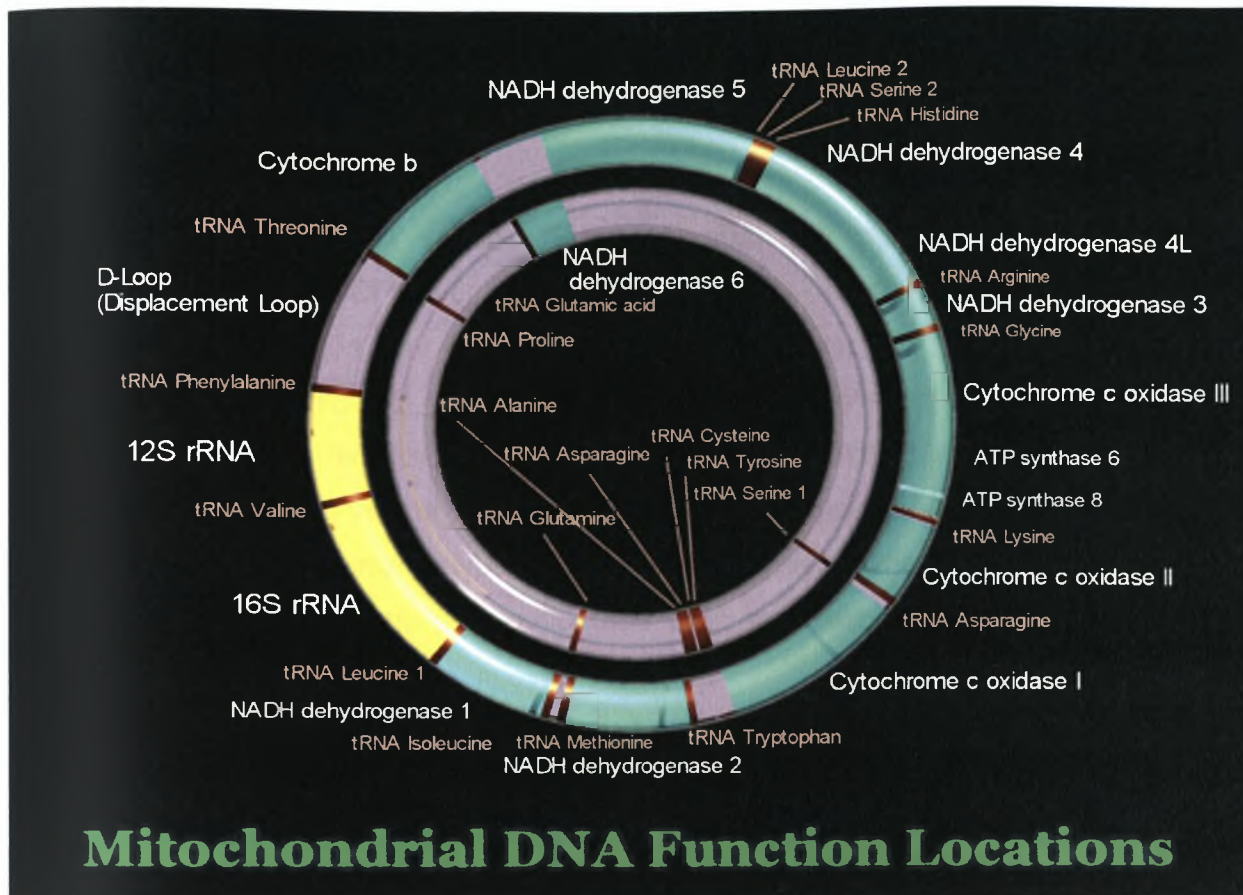 NADH dehydrogenase 5
tRNA Leucine 2
tRNA Serine 2
tRNA Histidine
NADH dehydrogenase 4
Cytochrome b
tRNA Threonine
D-Loop
(Displacement Loop)
NADH
dehydrogenase 6
tRNA Glutamic acid
tRNA Proline
NADH dehydrogenase 4L
tRNA Arginine
NADH dehydrogenase 3
tRNA Glycine
tRNA Phenylalanine
tRNA Alanine
Cytochrome c oxidase III
12S rRNA
tRNA Asparagine
tRNA Cysteine
tRNA Tyrosine
tRNA Serine 1
ATP synthase 6
ATP synthase 8
tRNA Valine
tRNA Glutamine
tRNA Lysine
Cytochrome c oxidase II
16S rRNA
tRNA Asparagine
tRNA Leucine 1
Cytochrome c oxidase I
NADH dehydrogenase 1
tRNA Isoleucine
tRNA Methionine
tRNA Tryptophan
NADH dehydrogenase 2
Mitochondrial DNA Function Locations